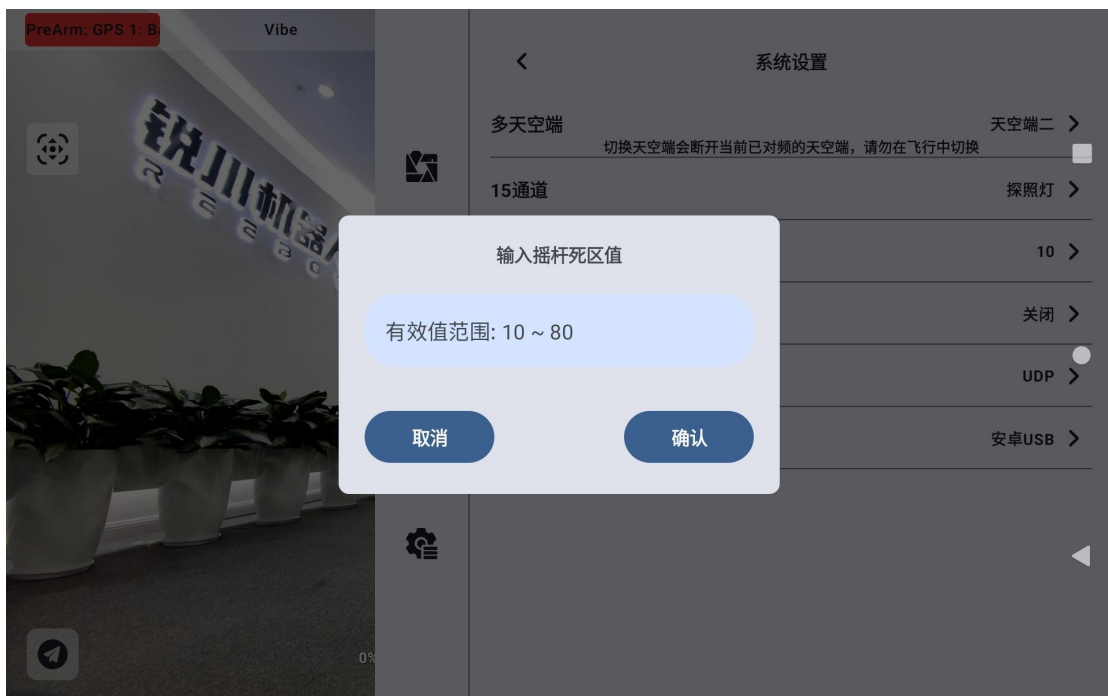 PreArm: GPS 1: B
Vibe
系统设置
多天空端
天空端二
切换天空端会断开当前已对频的天空端，请勿在飞行中切换
15通道
探照灯
锐川机器
输入摇杆死区值
10
有效值范围: 10 ~ 80
关闭
UDP
取消
确认
安卓USB
0%